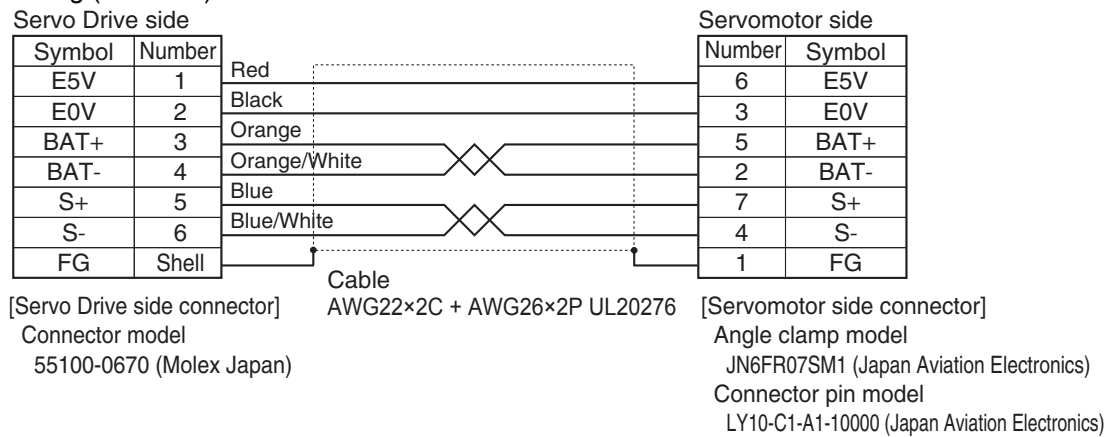 Servo Drive side
Servomotor side
Symbol Number
Number Symbol
E5V 1 Red 6 E5V
E0V 2 Black 3 E0V
BAT+ 3 Orange 5 BAT+
BAT- 4 Orange/White 2 BAT-
S+ 5 Blue 7 S+
S- 6 Blue/White 4 S-
FG Shell 1 FG
Cable
AWG22×2C + AWG26×2P UL20276
[Servo Drive side connector]
Connector model
55100-0670 (Molex Japan)
[Servomotor side connector]
Angle clamp model
JN6FR07SM1 (Japan Aviation Electronics)
Connector pin model
LY10-C1-A1-10000 (Japan Aviation Electronics)